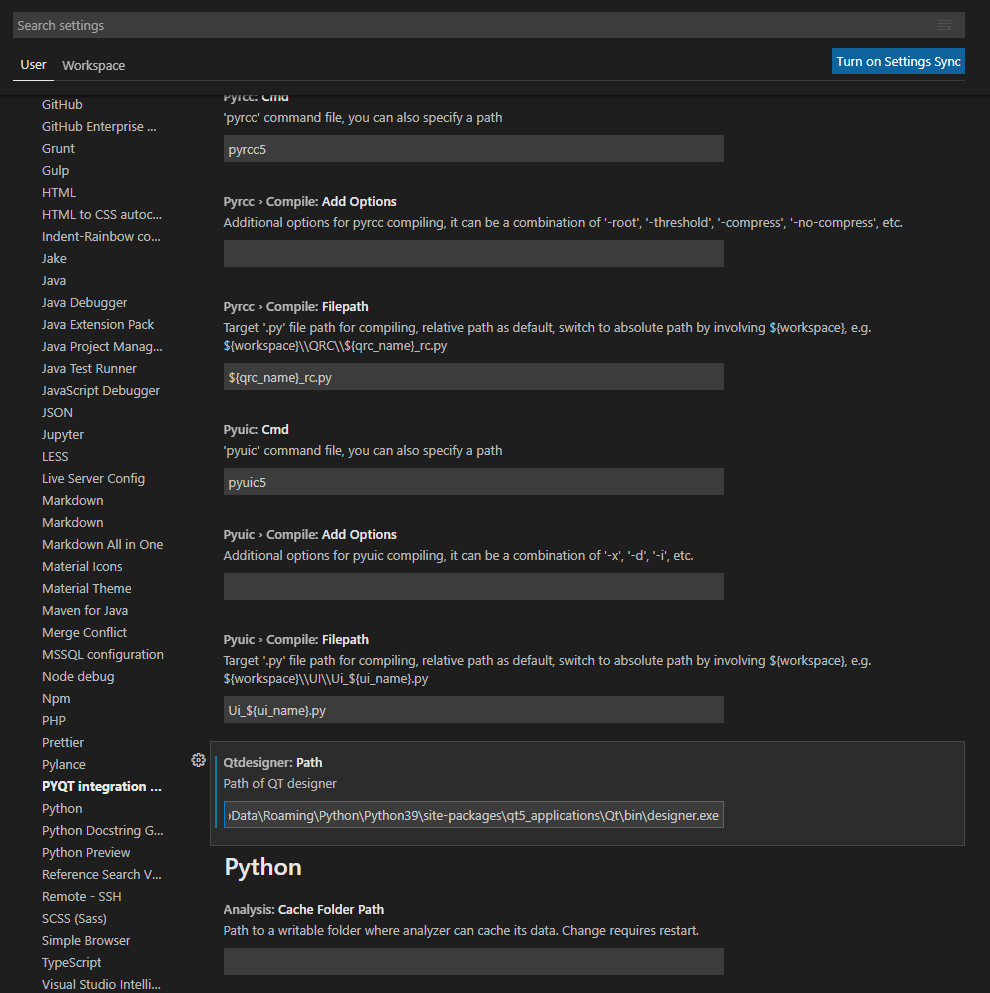 Search settings
User
Workspace
Turn on Settings Sync
GitHub
GitHub Enterprise ...
Grunt
Gulp
HTML
HTML to CSS autoc...
Indent-Rainbow co...
Jake
Java
Java Debugger
Java Extension Pack
Java Project Manag...
Java Test Runner
JavaScript Debugger
JSON
Jupyter
LESS
Live Server Config
Markdown
Markdown
Markdown All in One
Material Icons
Material Theme
Maven for Java
Merge Conflict
MSSQL configuration
Node debug
Npm
PHP
Prettier
Pylance
PYQT integration ...
Python
Python Docstring G...
Python Preview
Reference Search V...
Remote - SSH
SCSS (Sass)
Simple Browser
TypeScript
Visual Studio Intelli...
Pyrcc: Cmd
'pyrcc' command file, you can also specify a path
pyrcc5
Pyrcc › Compile: Add Options
Additional options for pyrcc compiling, it can be a combination of '-root', '-threshold', '-compress', '-no-compress', etc.
Pyrcc › Compile: Filepath
Target '.py' file path for compiling, relative path as default, switch to absolute path by involving ${workspace}, e.g.
${workspace}\\QRC\\${qrc_name}_rc.py
${qrc_name}_rc.py
Pyuic: Cmd
'pyuic' command file, you can also specify a path
pyuic5
Pyuic › Compile: Add Options
Additional options for pyuic compiling, it can be a combination of '-x', '-d', '-i', etc.
Pyuic › Compile: Filepath
Target '.py' file path for compiling, relative path as default, switch to absolute path by involving ${workspace}, e.g.
${workspace}\\UI\\Ui_${ui_name}.py
Ui_${ui_name}.py
Qtdesigner: Path
Path of QT designer
Data\Roaming\Python\Python39\site-packages\qt5_applications\Qt\bin\designer.exe
Python
Analysis: Cache Folder Path
Path to a writable folder where analyzer can cache its data. Change requires restart.